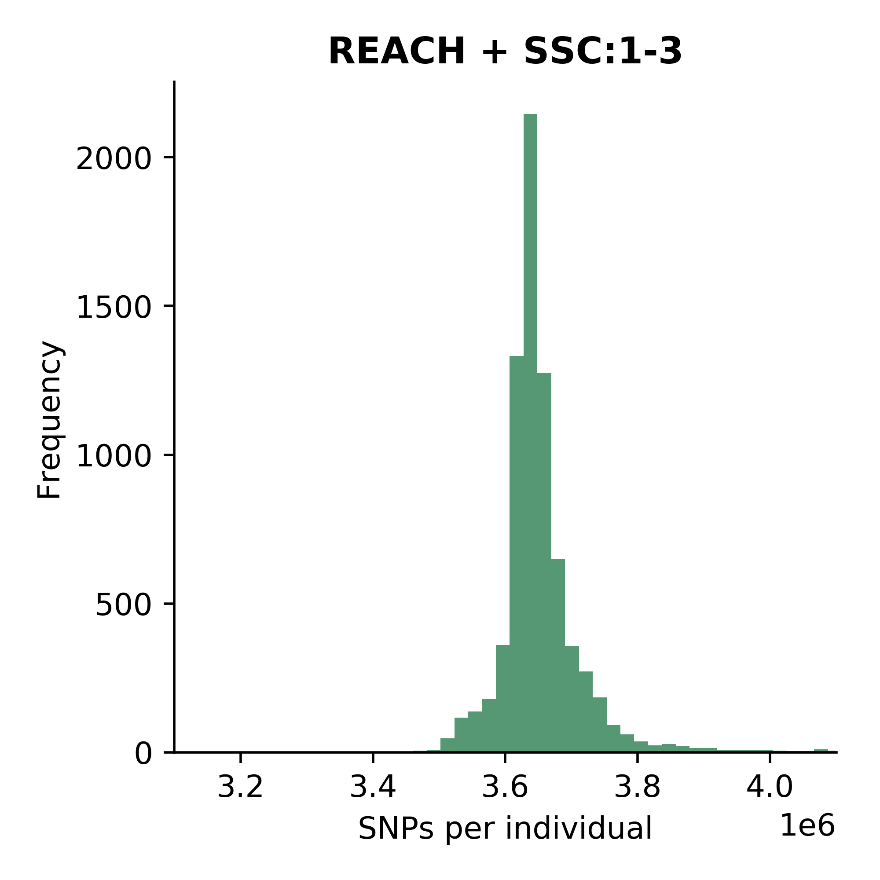 REACH + SSC:1-3
2000
1500
1000
500
0
Frequency
3.2 3.4 3.6 3.8 4.0
1e6
SNPs per individual